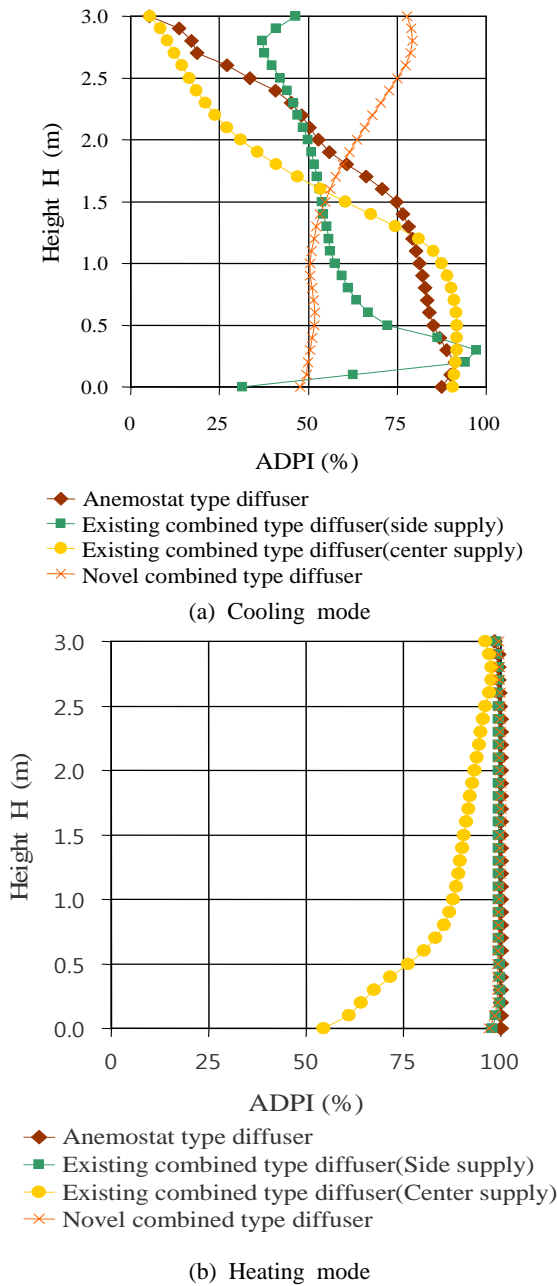 3.0
2.5
2.0
1.5
1.0
0.5
0.0
Height H (m)
0 25 50 75 100
ADPI (%)
Anemostat type diffuser
Existing combined type diffuser(side supply)
Existing combined type diffuser(center supply)
Novel combined type diffuser
(a) Cooling mode
3.0
2.5
2.0
1.5
1.0
0.5
0.0
Height H (m)
0 25 50 75 100
ADPI (%)
Anemostat type diffuser
Existing combined type diffuser(Side supply)
Existing combined type diffuser(Center supply)
Novel combined type diffuser
(b) Heating mode